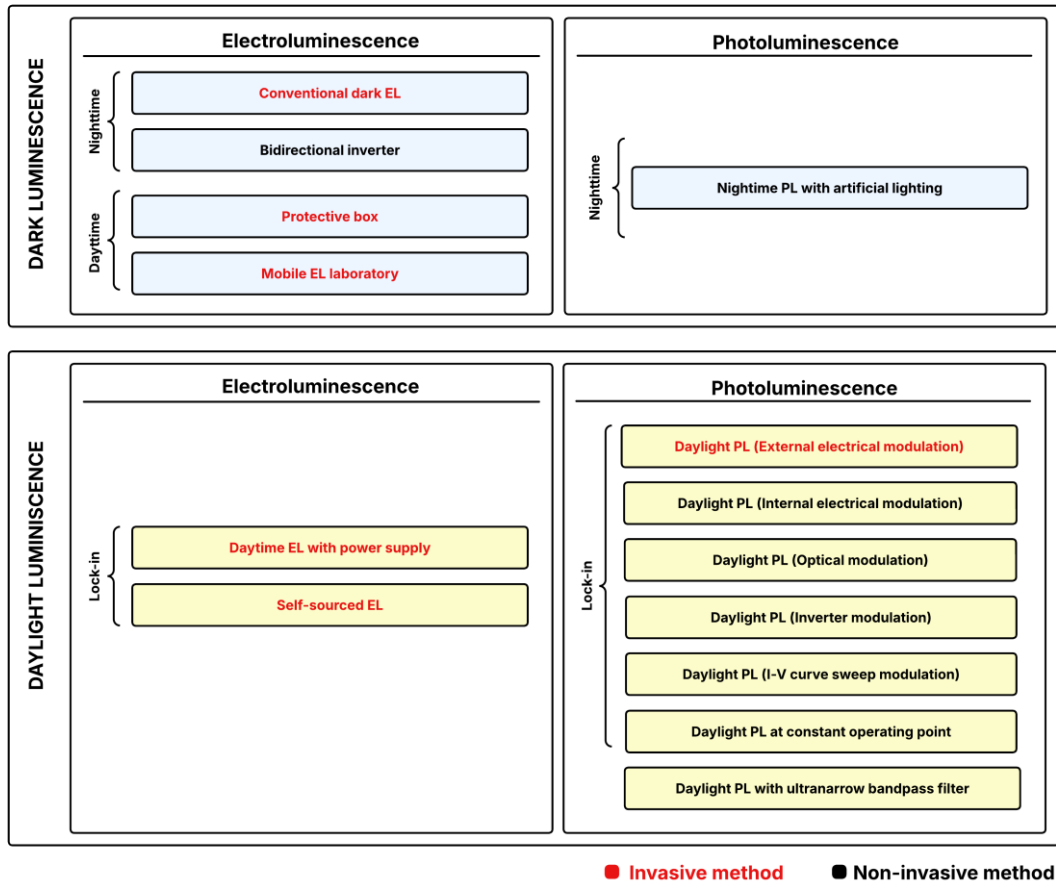 DARK LUMINESCENCE
Electroluminescence
Nighttime
Conventional dark EL
Bidirectional inverter
Dayttime
Protective box
Mobile EL laboratory
Photoluminescence
Nighttime
Nightime PL with artificial lighting
DAYLIGHT LUMINISCENCE
Electroluminescence
Lock-in
Daytime EL with power supply
Self-sourced EL
Photoluminescence
Lock-in
Daylight PL (External electrical modulation)
Daylight PL (Internal electrical modulation)
Daylight PL (Optical modulation)
Daylight PL (Inverter modulation)
Daylight PL (I-V curve sweep modulation)
Daylight PL at constant operating point
Daylight PL with ultranarrow bandpass filter
Invasive method
Non-invasive method